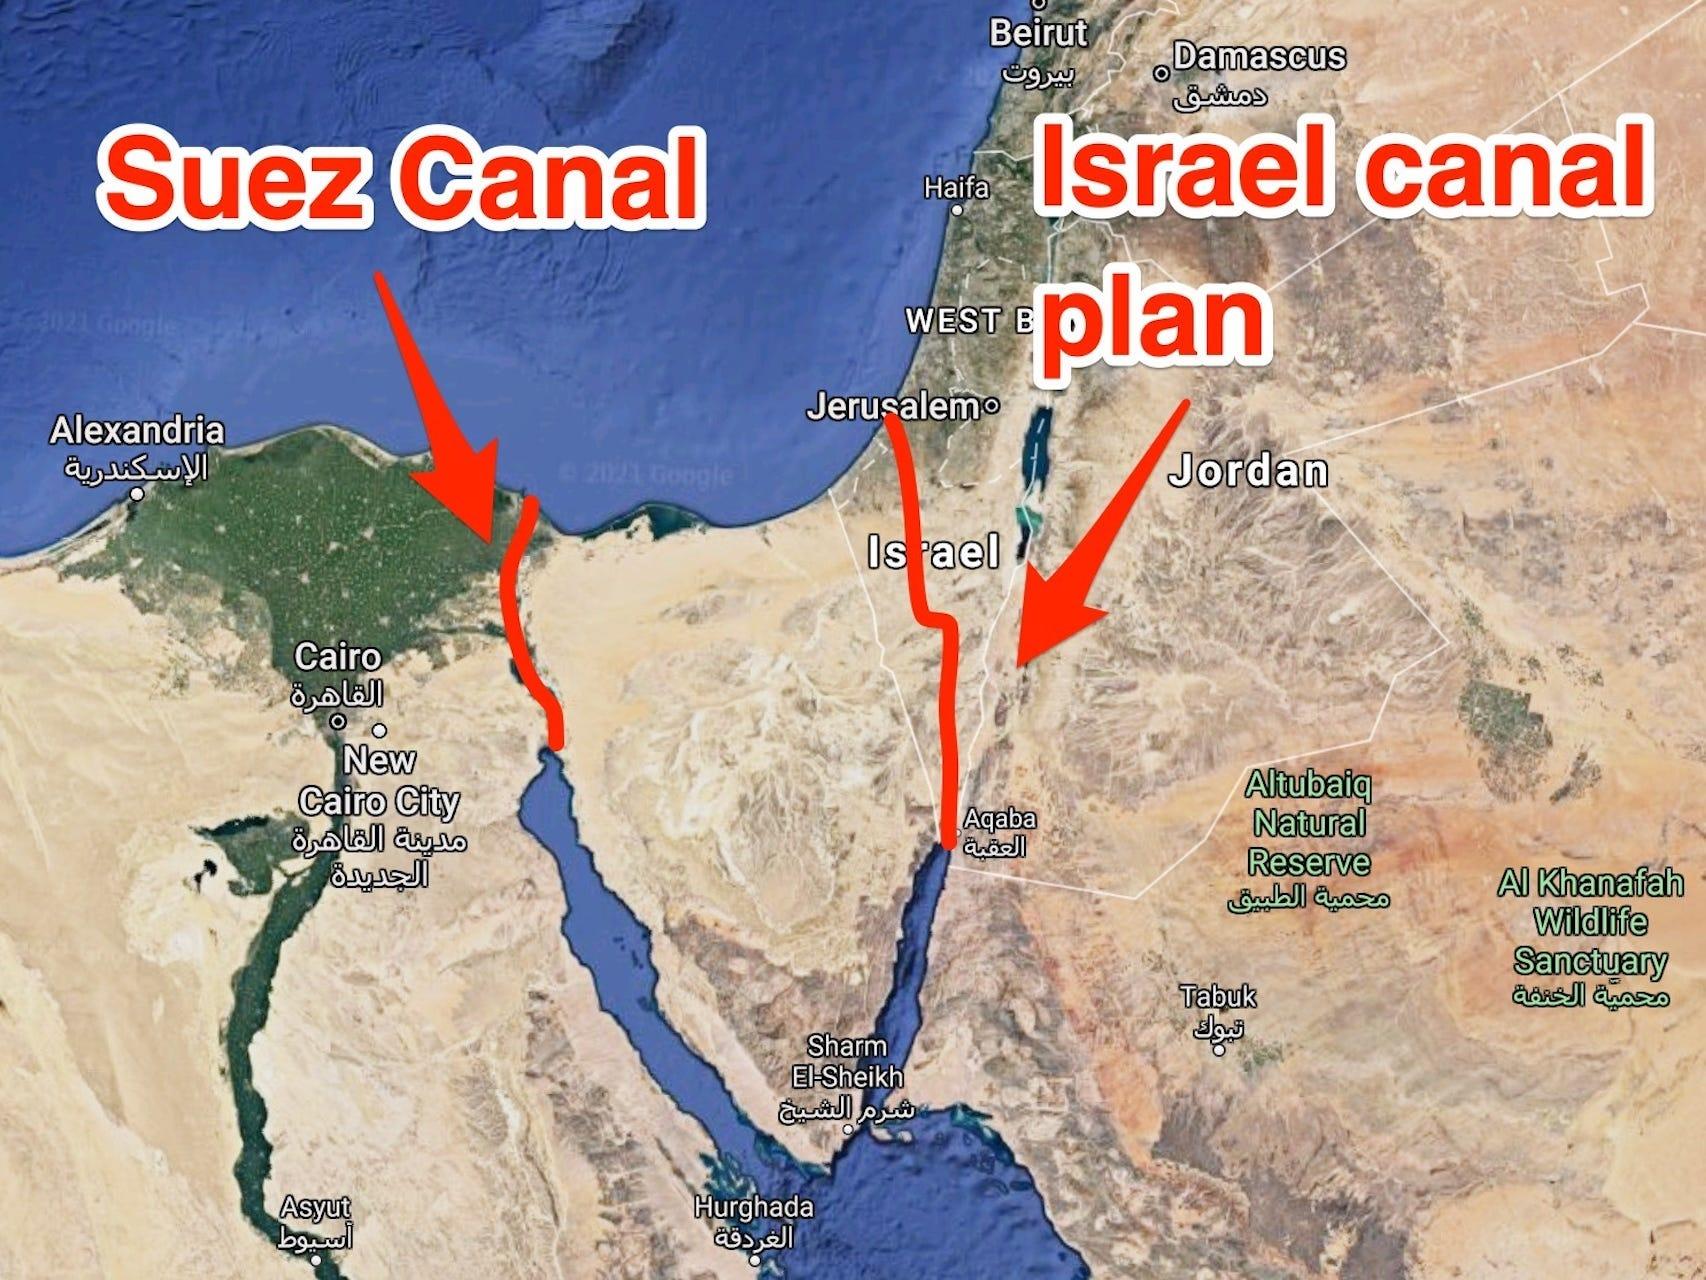 Beirut
بيروت
Damascus
دمشق
Suez Canal
Israel canal
plan
Haifa
2021 Google
WEST B
Jerusalem
Alexandria
الإسكندرية
© 2021 Google
Jordan
Israel
Cairo
القاهرة
New
Cairo City
مدينة القاهرة
الجديدة
Aqaba
العقبة
Altubaiq
Natural
Reserve
محمية الطبيق
Al Khanafah
Wildlife
Sanctuary
محمية الخنفة
Tabuk
تبوك
Sharm
El-Sheikh
شرم الشيخ
Asyut
أسيوط
Hurghada
الغردقة